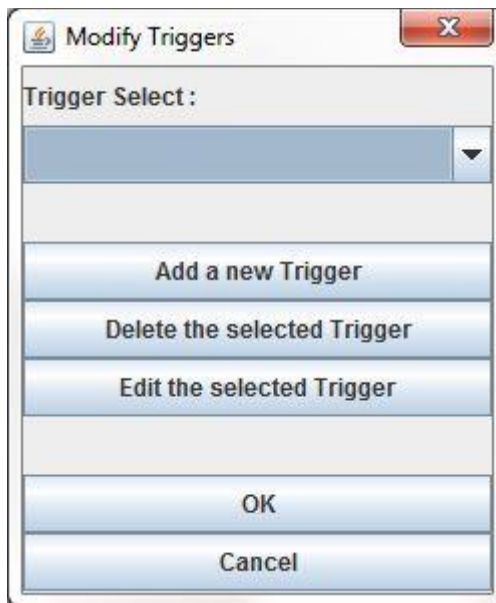 Modify Triggers
Trigger Select :
Add a new Trigger
Delete the selected Trigger
Edit the selected Trigger
OK
Cancel